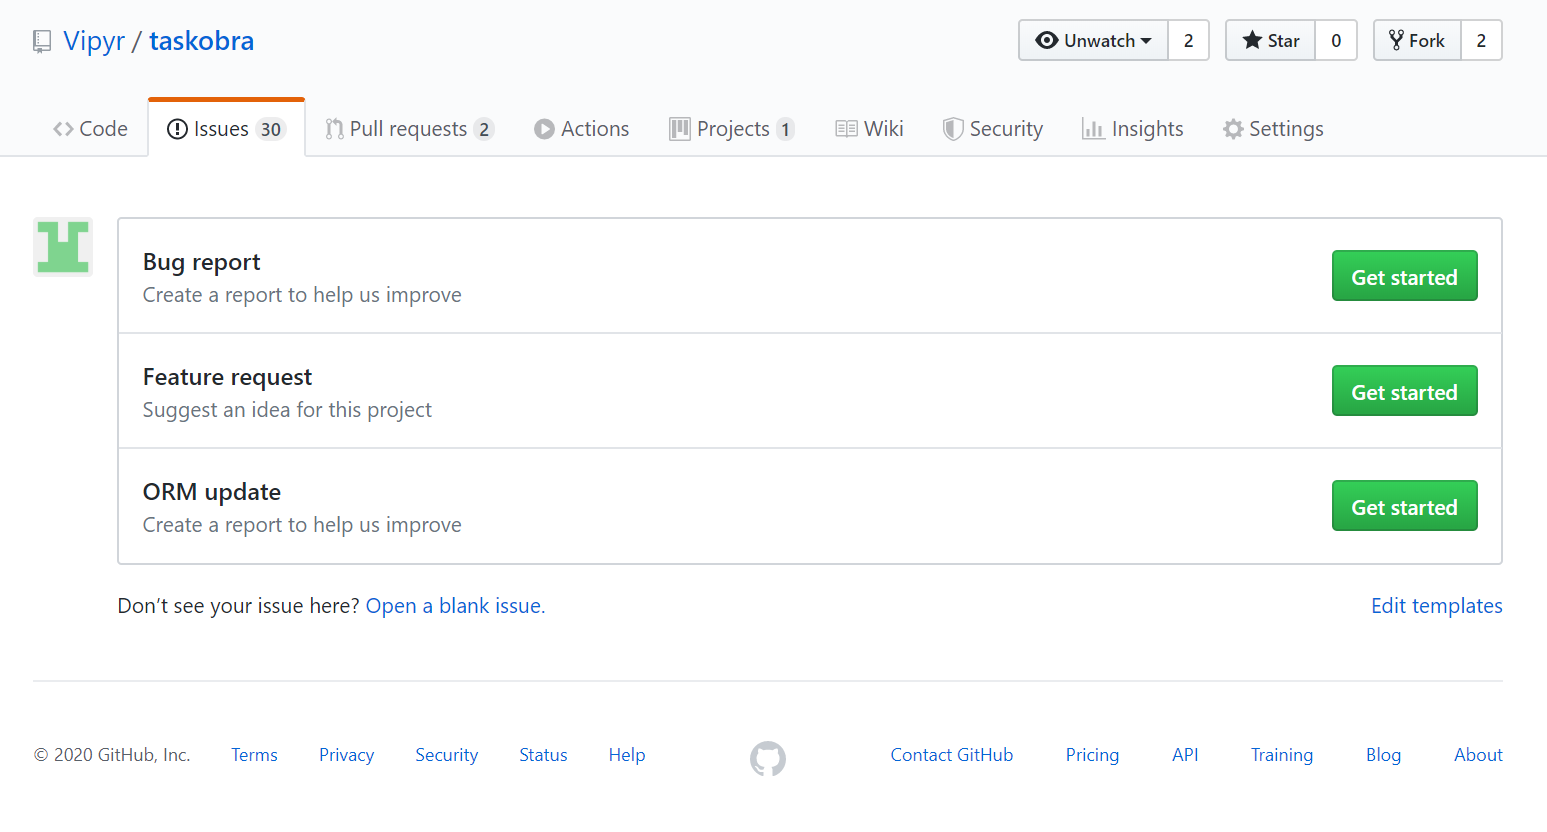 Vipyr / taskobra Unwatch 2 Star 0 Fork 2
Code Issues 30 Pull requests 2 Actions Projects 1 Wiki Security Insights Settings
Bug report
Create a report to help us improve
Get started
Feature request
Suggest an idea for this project
Get started
ORM update
Create a report to help us improve
Get started
Don’t see your issue here? Open a blank issue. Edit templates
© 2020 GitHub, Inc. Terms Privacy Security Status Help Contact GitHub Pricing API Training Blog About